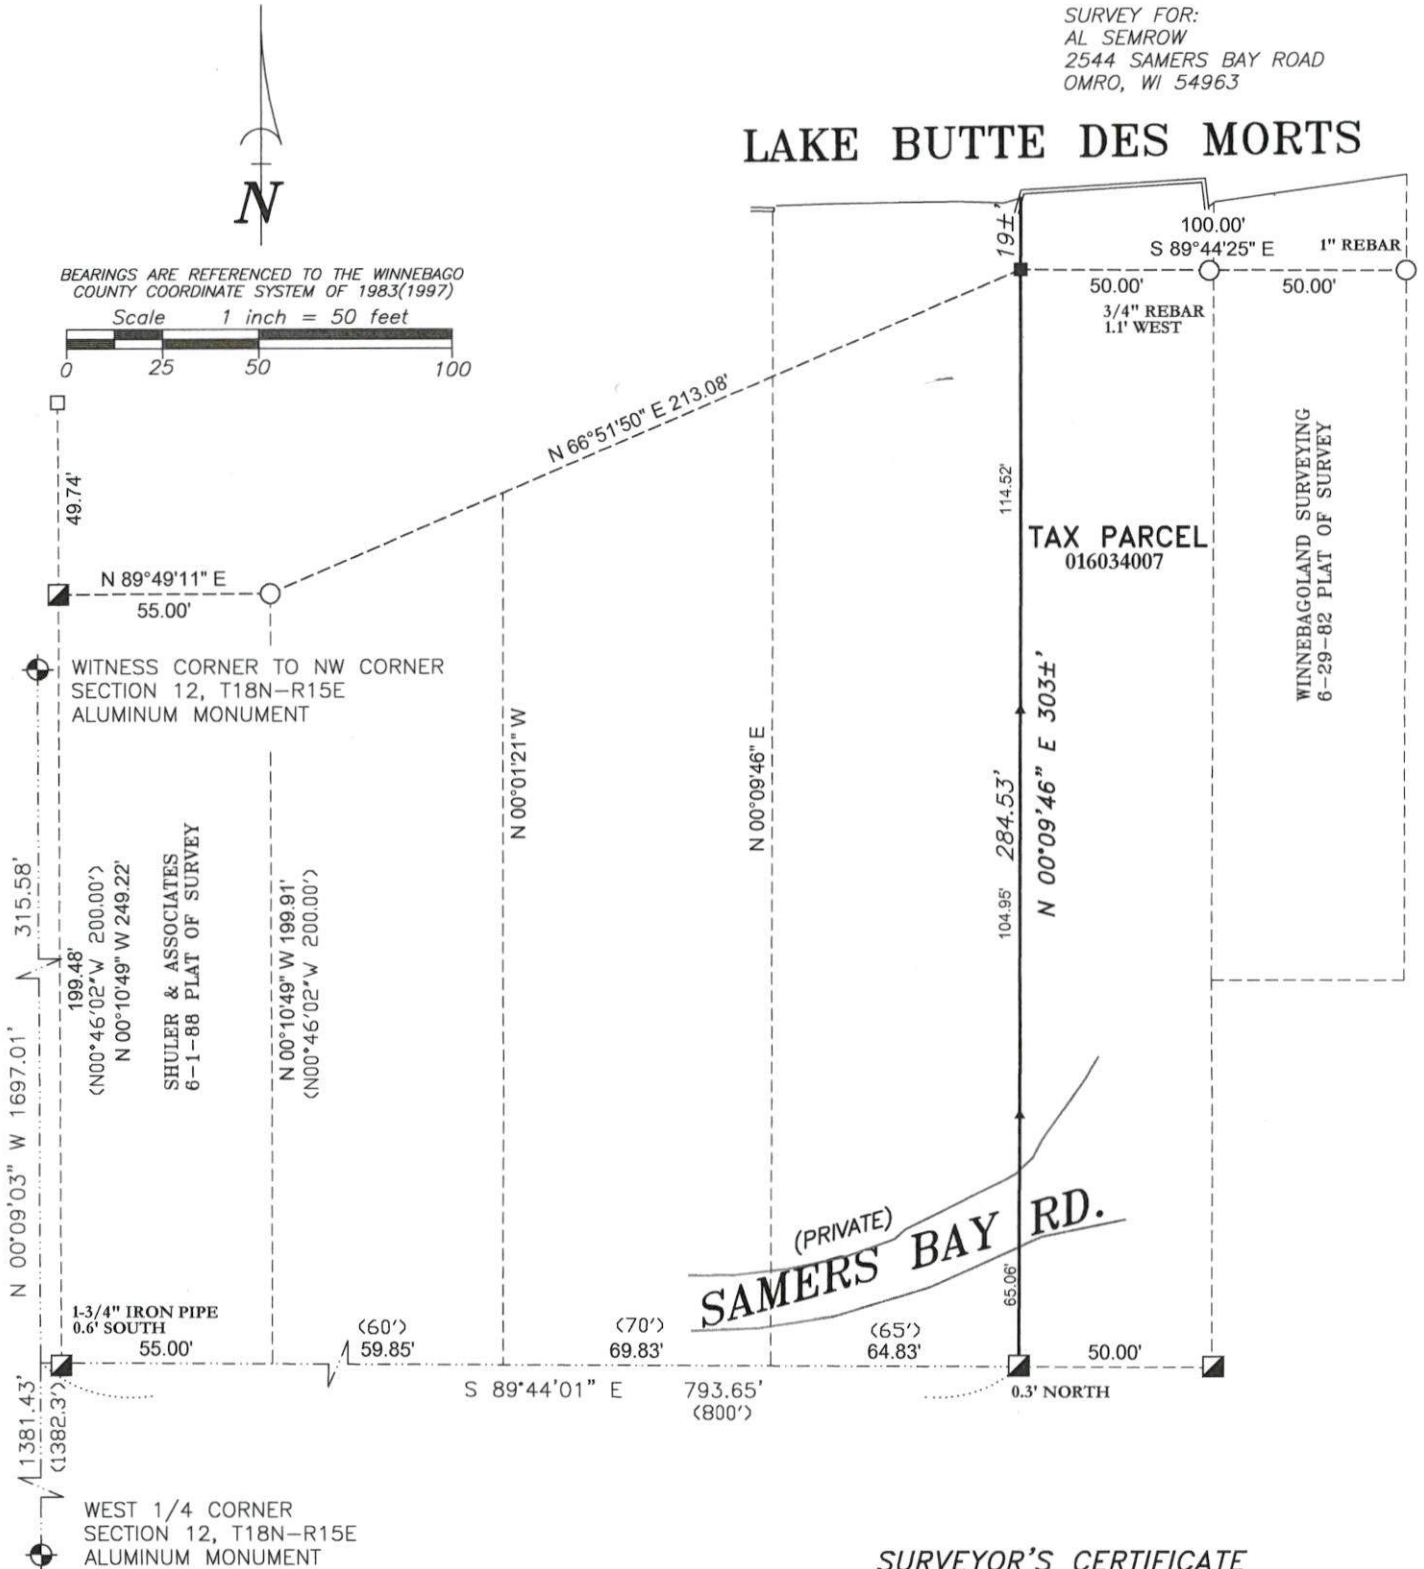 SURVEY FOR:
AL SEMROW
2544 SAMERS BAY ROAD
OMRO, WI 54963
LAKE BUTTE DES MORTS
N
BEARINGS ARE REFERENCED TO THE WINNEBAGO
COUNTY COORDINATE SYSTEM OF 1983(1997)
Scale 1 inch = 50 feet
0 25 50 100
19±'
100.00'
S 89°44'25" E
1" REBAR
50.00'
50.00'
3/4" REBAR
1.1' WEST
N 66°51'50" E 213.08'
49.74'
N 89°49'11" E
55.00'
114.52'
TAX PARCEL
016034007
WINNEBAGOLAND SURVEYING
6-29-82 PLAT OF SURVEY
WITNESS CORNER TO NW CORNER
SECTION 12, T18N-R15E
ALUMINUM MONUMENT
N 00°01'21" W
N 00°09'46" E
284.53'
N 00°09'46" E 303±'
104.95'
315.58'
199.48'
(N00°46'02"W 200.00')
N 00°10'49" W 249.22'
SHULER & ASSOCIATES
6-1-88 PLAT OF SURVEY
N 00°10'49" W 199.91'
(N00°46'02"W 200.00')
N 00°09'03" W 1697.01'
(PRIVATE)
SAMERS BAY RD.
65.06'
1-3/4" IRON PIPE
0.6' SOUTH
55.00'
(60')
59.85'
(70')
69.83'
(65')
64.83'
50.00'
S 89°44'01" E 793.65'
(800')
0.3' NORTH
1381.43'
(1382.3')
WEST 1/4 CORNER
SECTION 12, T18N-R15E
ALUMINUM MONUMENT
SURVEYOR'S CERTIFICATE